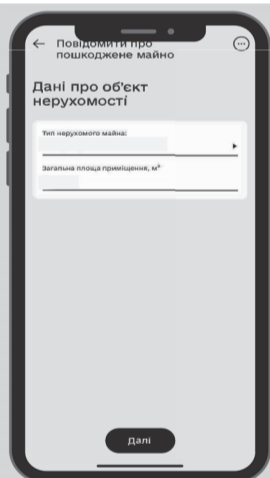 Повідомити про
пошкоджене майно
Дані про об'єкт
нерухомості
Тип нерухомого майна:
Загальна площа приміщення, м²
Далі